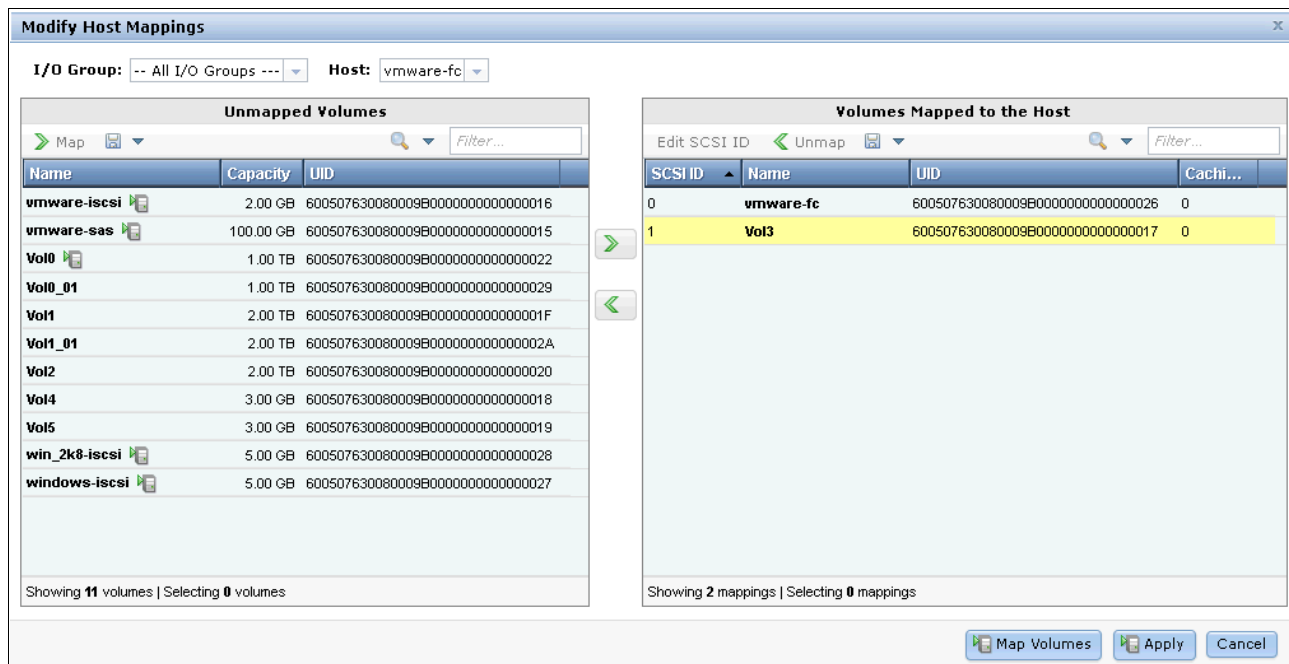 Modify Host Mappings x
I/O Group: -- All I/O Groups --- Host: vmware-fc
Unmapped Volumes
Map Filter...
Name Capacity UID
vmware-iscsi 2.00 GB 600507630080009B0000000000000016
vmware-sas 100.00 GB 600507630080009B0000000000000015
Vol0 1.00 TB 600507630080009B0000000000000022
Vol0_01 1.00 TB 600507630080009B0000000000000029
Vol1 2.00 TB 600507630080009B000000000000001F
Vol1_01 2.00 TB 600507630080009B000000000000002A
Vol2 2.00 TB 600507630080009B0000000000000020
Vol4 3.00 GB 600507630080009B0000000000000018
Vol5 3.00 GB 600507630080009B0000000000000019
win_2k8-iscsi 5.00 GB 600507630080009B0000000000000028
windows-iscsi 5.00 GB 600507630080009B0000000000000027
Showing 11 volumes | Selecting 0 volumes
Volumes Mapped to the Host
Edit SCSI ID Unmap Filter...
SCSI ID Name UID Cachi...
0 vmware-fc 600507630080009B0000000000000026 0
1 Vol3 600507630080009B0000000000000017 0
Showing 2 mappings | Selecting 0 mappings
Map Volumes Apply Cancel